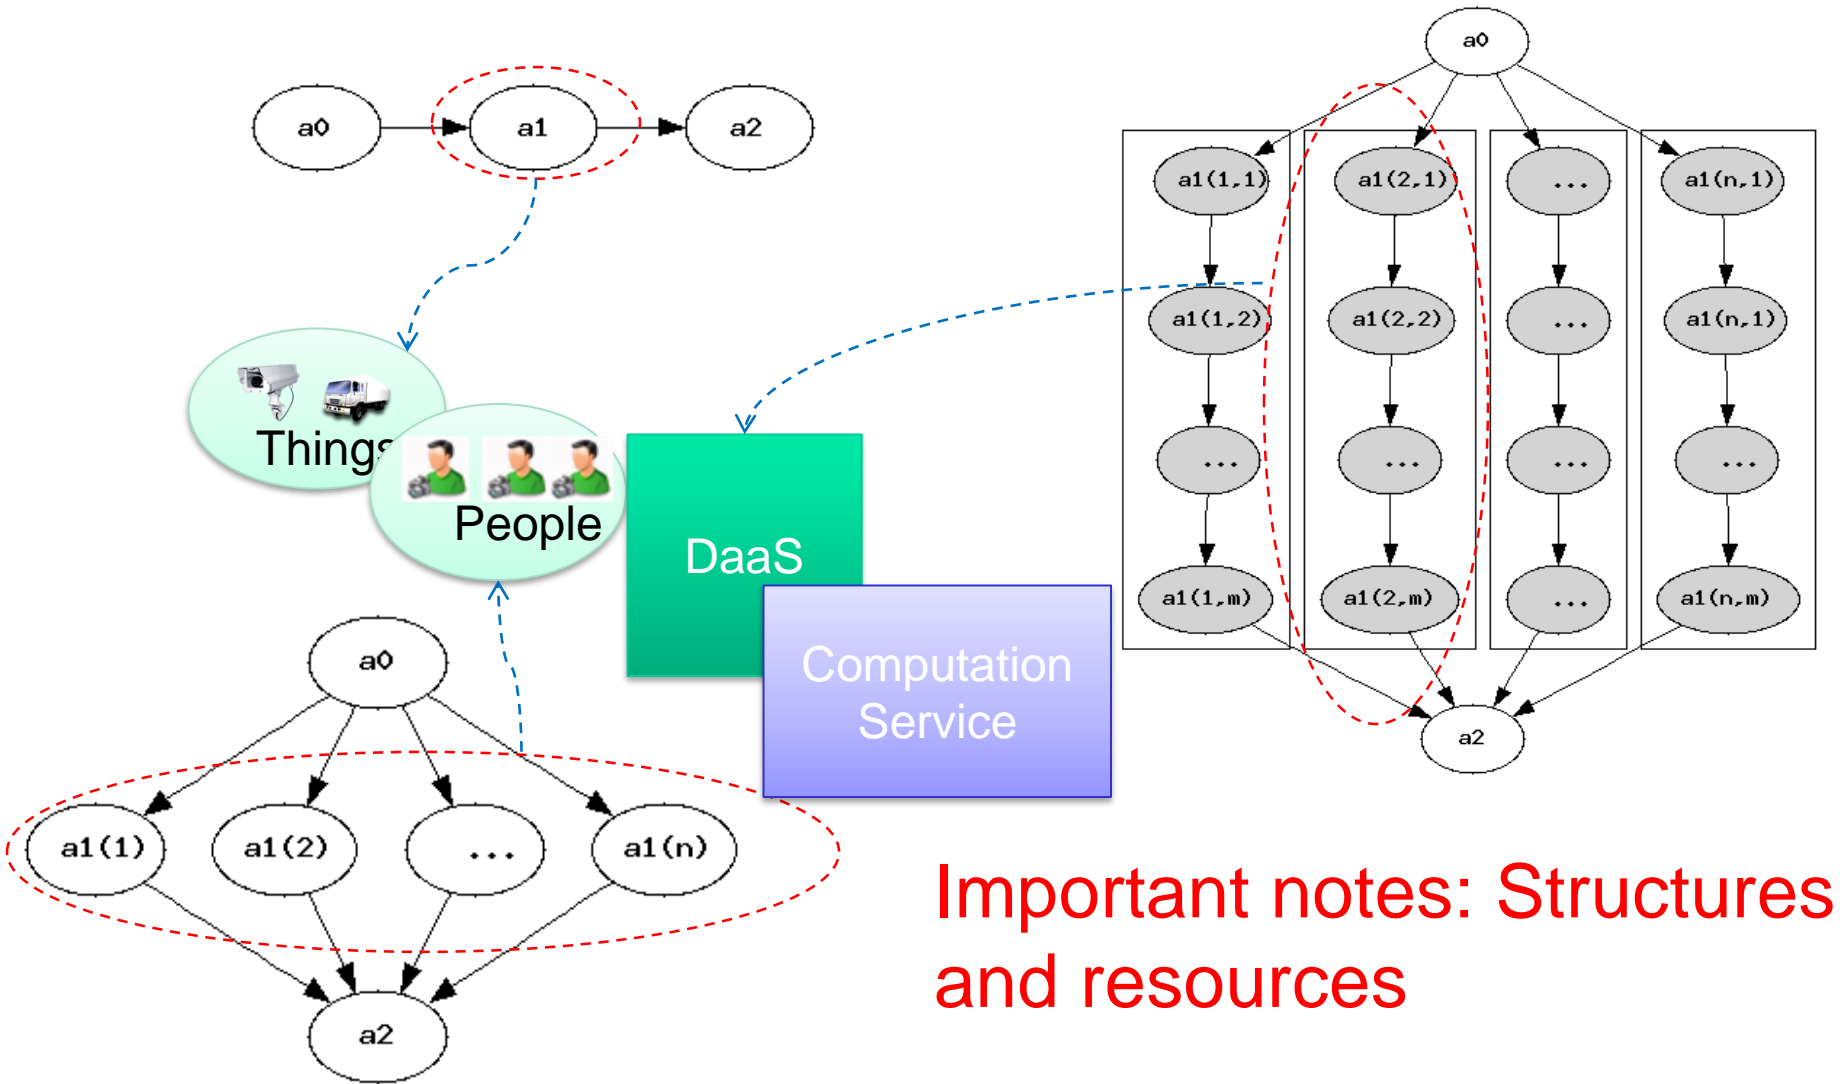 a0
a1
a2
a0
a1(1,1)
a1(2,1)
...
a1(n,1)
a1(1,2)
a1(2,2)
...
a1(n,1)
...
...
...
...
a1(1,m)
a1(2,m)
...
a1(n,m)
a2
Things
People
DaaS
Computation
Service
a0
a1(1)
a1(2)
...
a1(n)
a2
Important notes: Structures
and resources